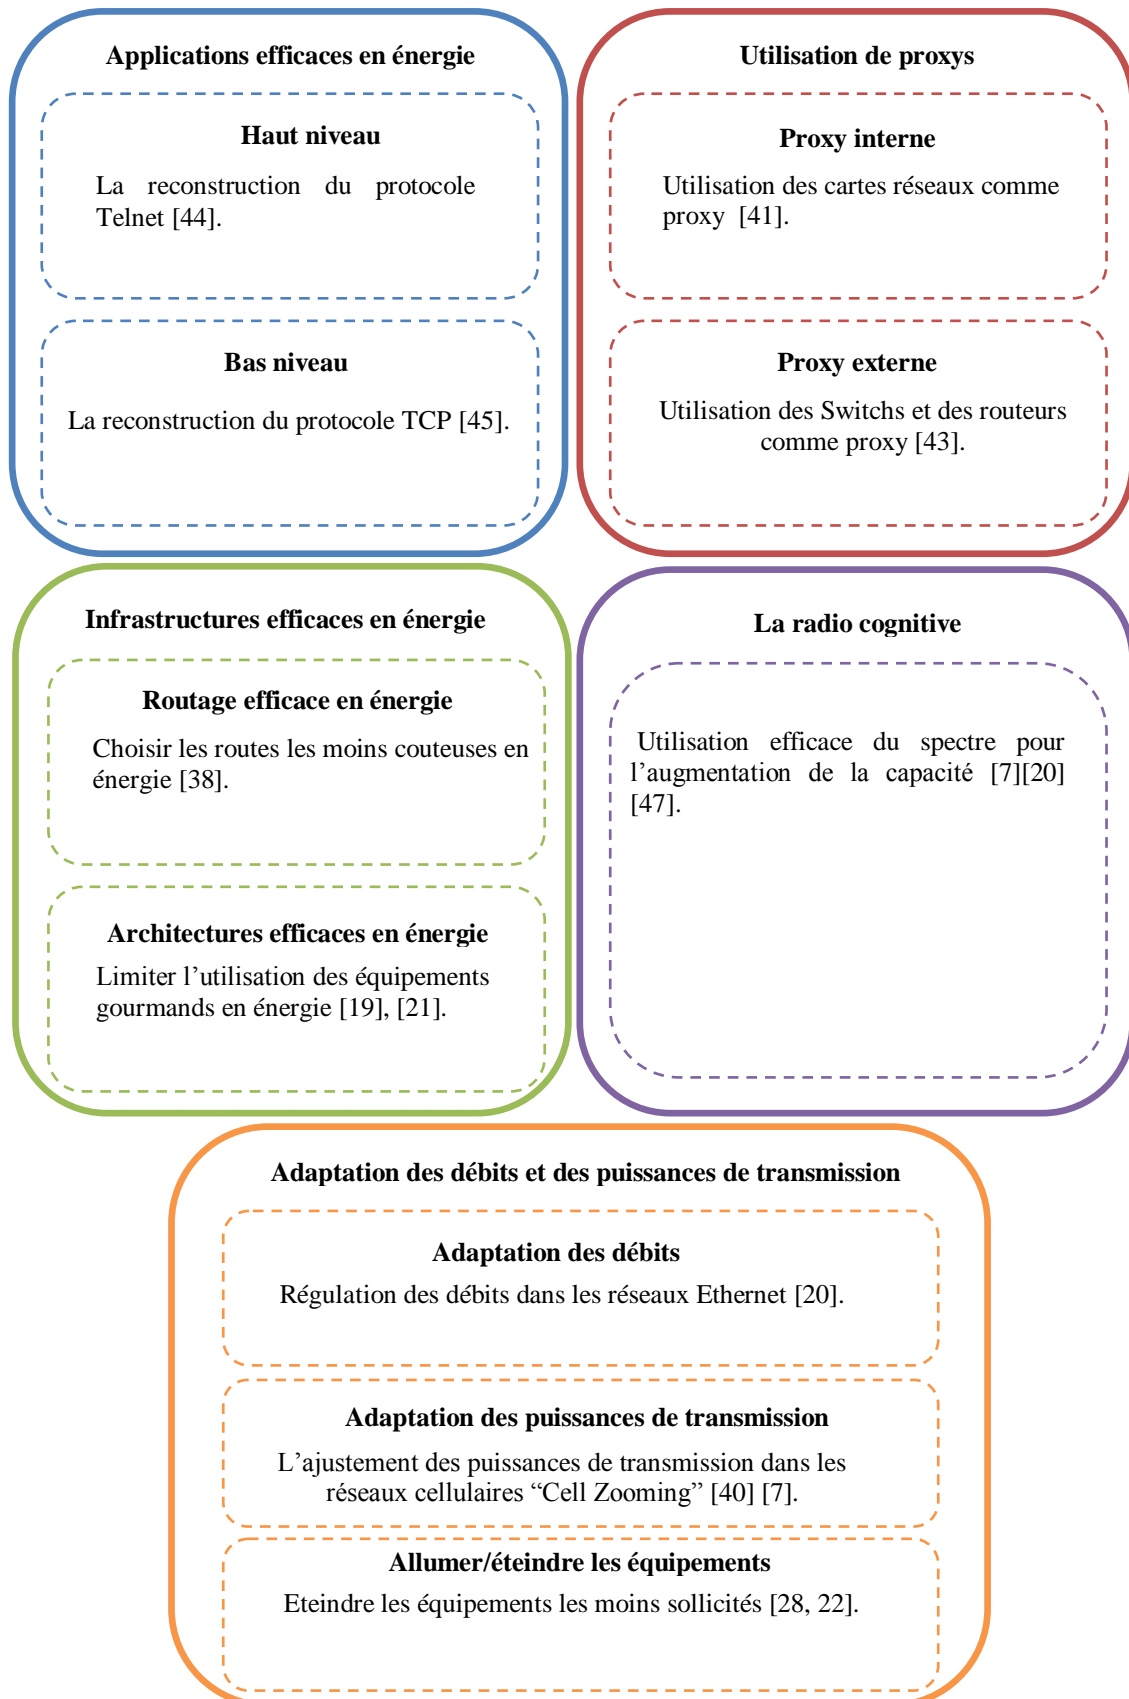 Applications efficaces en énergie
Haut niveau
La reconstruction du protocole
Telnet [44].
Bas niveau
La reconstruction du protocole TCP [45].
Utilisation de proxys
Proxy interne
Utilisation des cartes réseaux comme
proxy [41].
Proxy externe
Utilisation des Switchs et des routeurs
comme proxy [43].
Infrastructures efficaces en énergie
Routage efficace en énergie
Choisir les routes les moins couteuses en
énergie [38].
Architectures efficaces en énergie
Limiter l’utilisation des équipements
gourmands en énergie [19], [21].
La radio cognitive
Utilisation efficace du spectre pour
l’augmentation de la capacité [7][20]
[47].
Adaptation des débits et des puissances de transmission
Adaptation des débits
Régulation des débits dans les réseaux Ethernet [20].
Adaptation des puissances de transmission
L’ajustement des puissances de transmission dans les
réseaux cellulaires “Cell Zooming” [40] [7].
Allumer/éteindre les équipements
Eteindre les équipements les moins sollicités [28, 22].